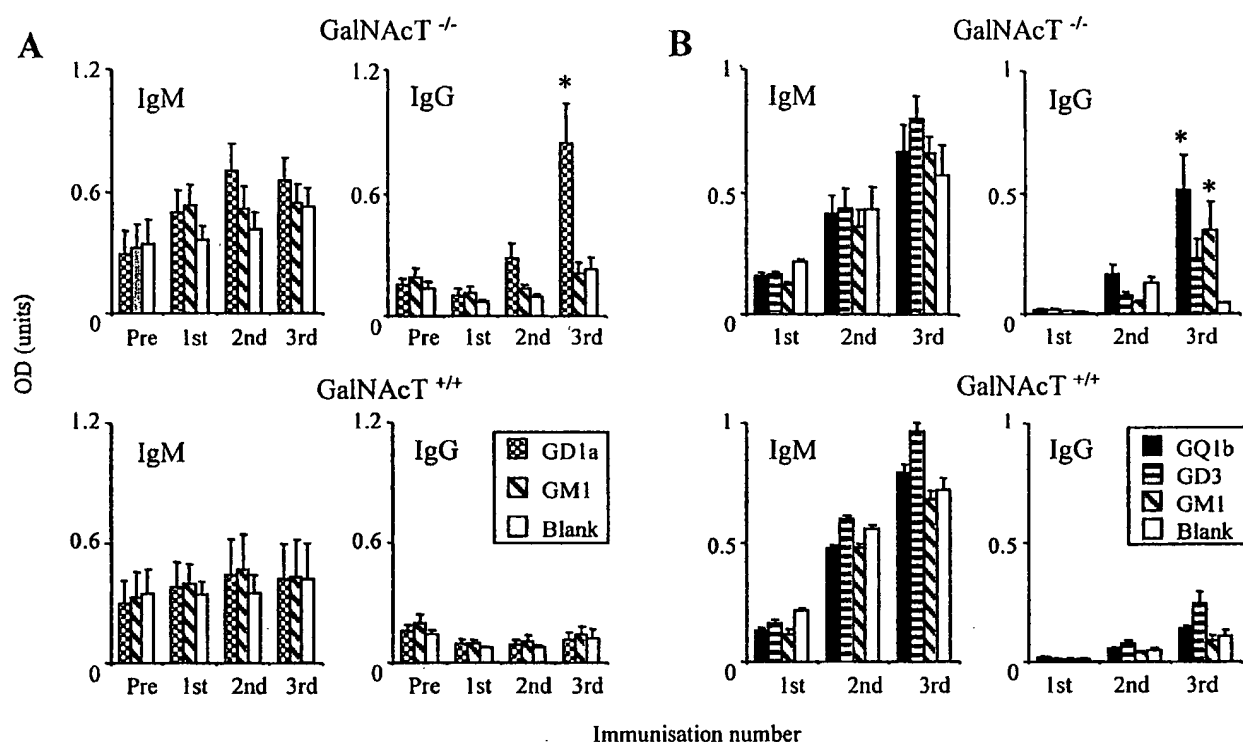 A
GalNAcT -/-
B
GalNAcT -/-
1.2
IgM
0.6
0
Pre 1st 2nd 3rd
1.2
IgG
*
0.6
0
Pre 1st 2nd 3rd
1
IgM
0.5
0
1st 2nd 3rd
1
IgG
*
*
0.5
0
1st 2nd 3rd
OD (units)
GalNAcT +/+
GalNAcT +/+
1.2
IgM
0.6
0
Pre 1st 2nd 3rd
1.2
IgG
GD1a
GM1
Blank
0.6
0
Pre 1st 2nd 3rd
1
IgM
0.5
0
1st 2nd 3rd
1
IgG
GQ1b
GD3
GM1
Blank
0.5
0
1st 2nd 3rd
Immunisation number